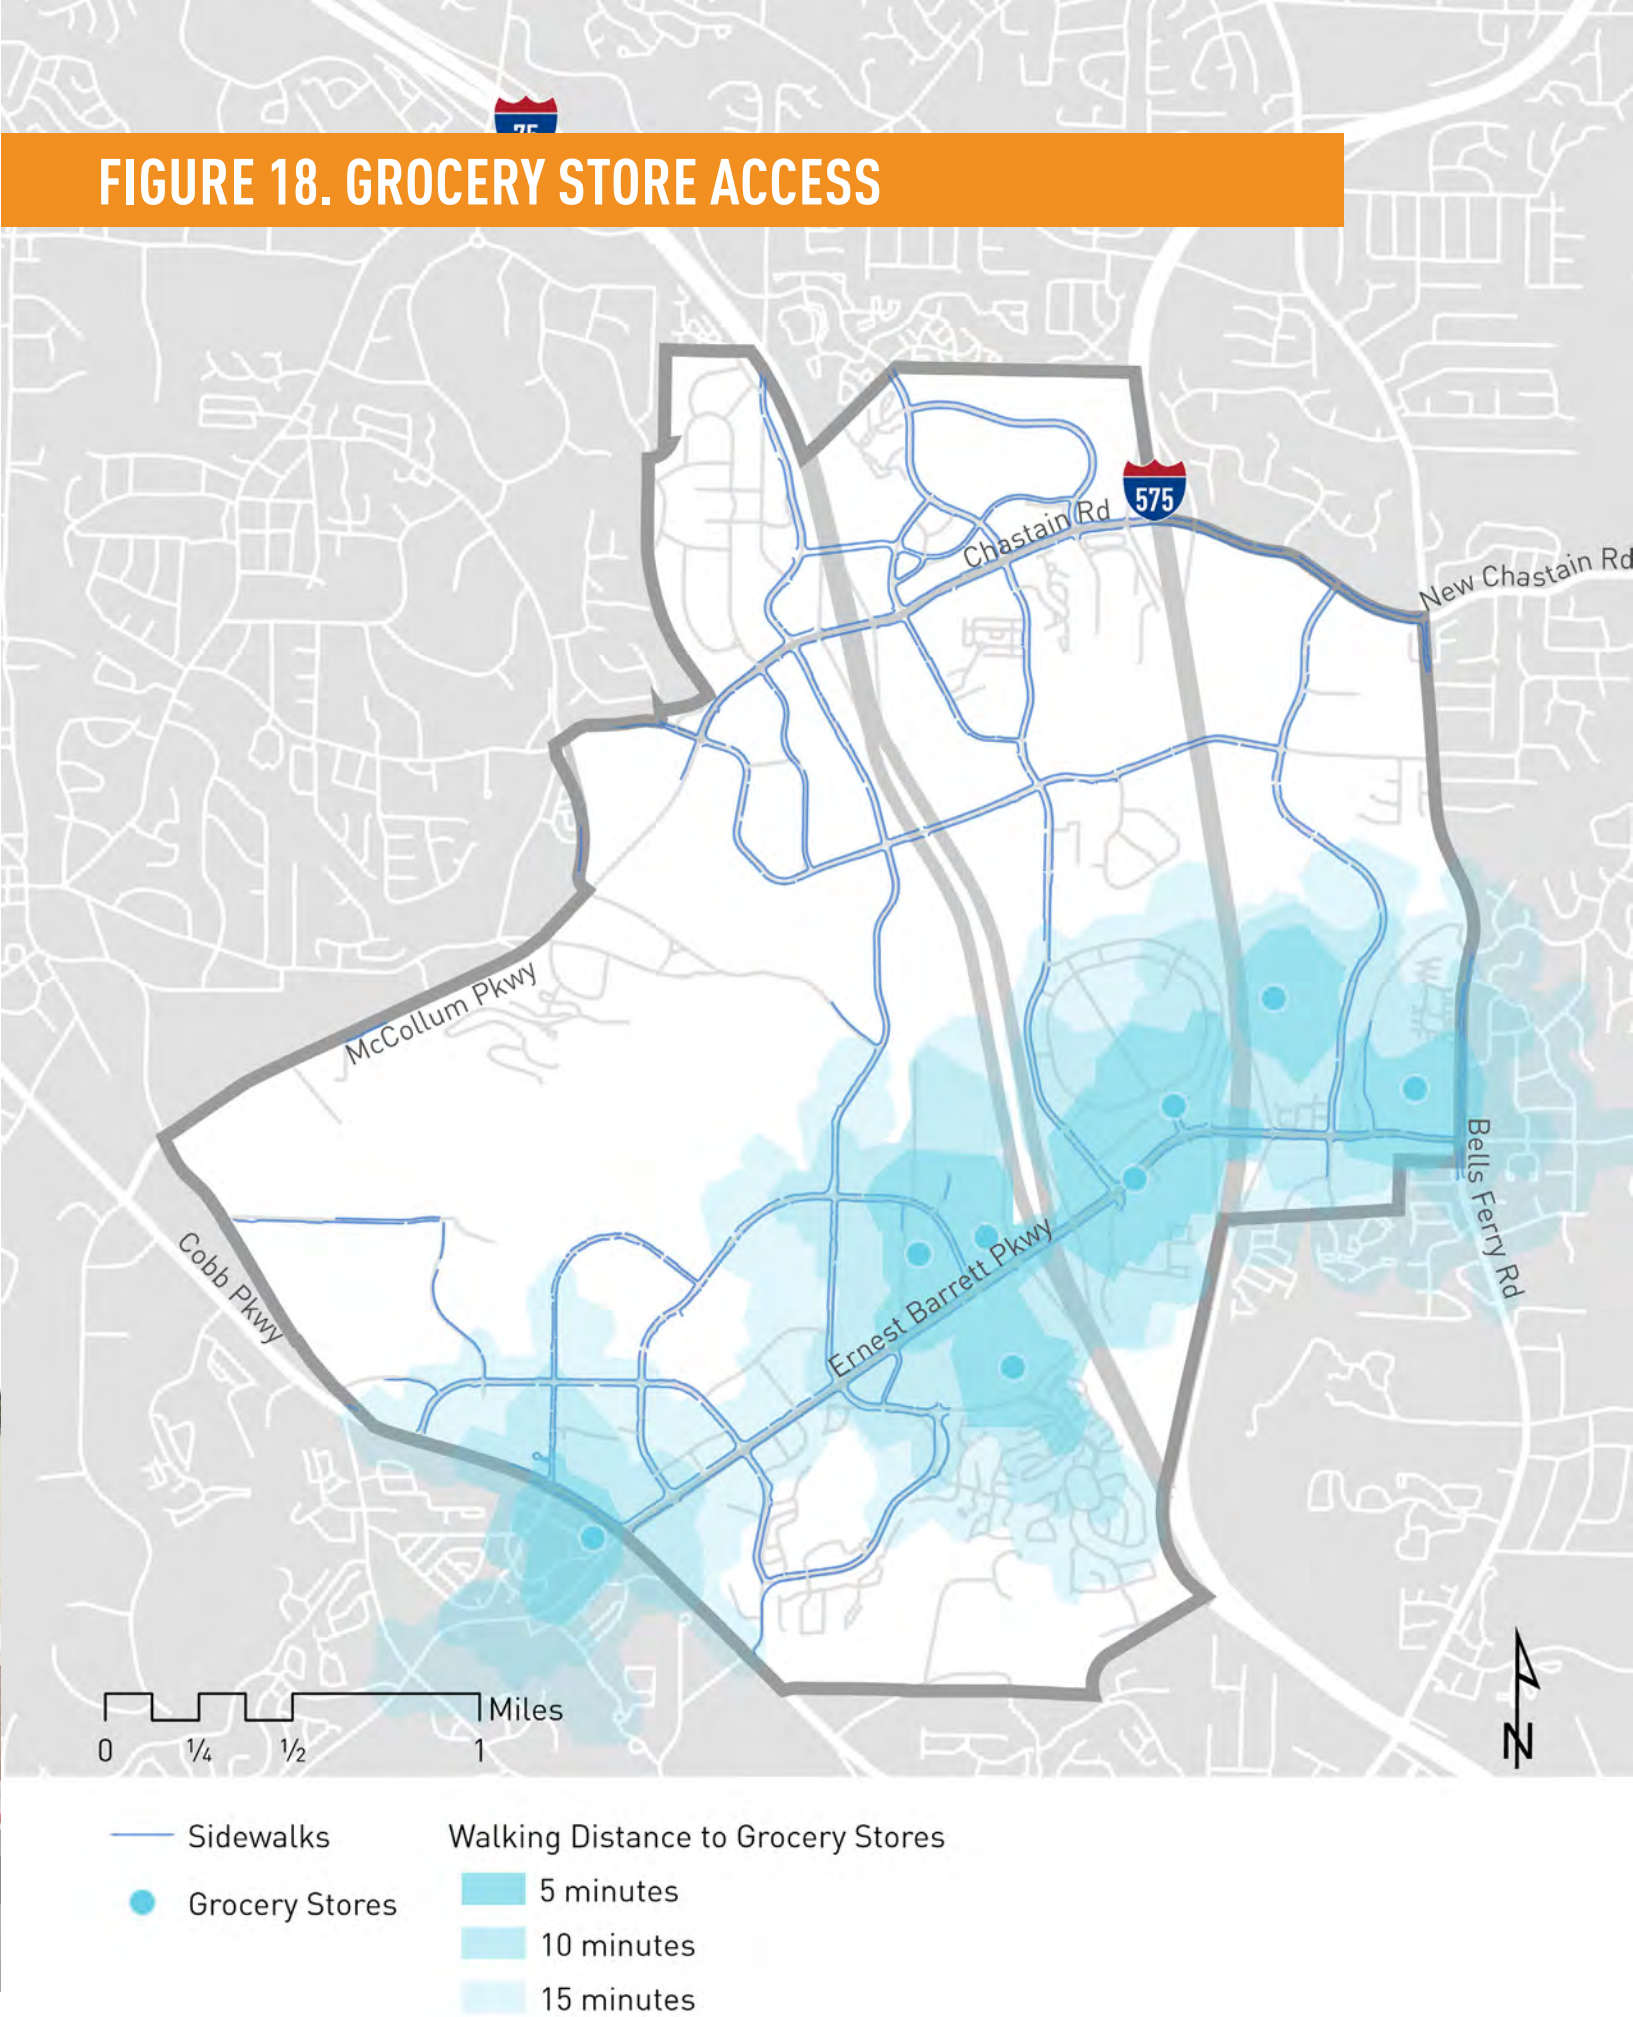 75
FIGURE 18. GROCERY STORE ACCESS
575
Chastain Rd
New Chastain Rd
McCollum Pkwy
Bells Ferry Rd
Cobb Pkwy
Ernest Barrett Pkwy
Miles
0 1/4 1/2 1
N
Sidewalks
Grocery Stores
Walking Distance to Grocery Stores
5 minutes
10 minutes
15 minutes